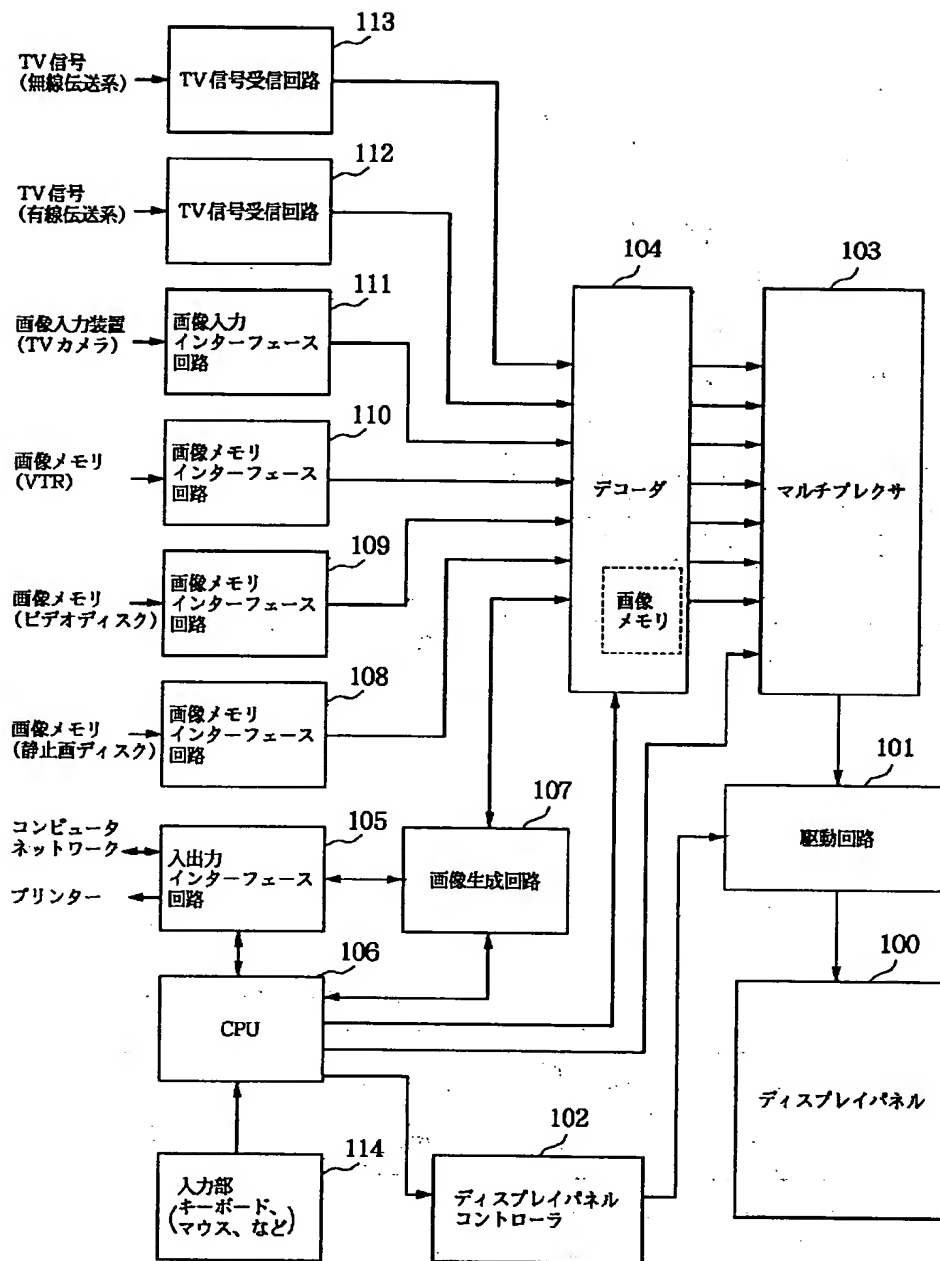 113
TV信号
(無線伝送系)
TV信号受信回路
112
TV信号
(有線伝送系)
TV信号受信回路
104
103
111
画像入力装置
(TVカメラ)
画像入力
インターフェース
回路
110
画像メモリ
(VTR)
画像メモリ
インターフェース
回路
デコーダ
マルチプレクサ
109
画像メモリ
(ビデオディスク)
画像メモリ
インターフェース
回路
画像
メモリ
108
画像メモリ
(静止画ディスク)
画像メモリ
インターフェース
回路
101
107
105
コンピュータ
ネットワーク
プリンター
入出力
インターフェース
回路
画像生成回路
駆動回路
106
100
CPU
ディスプレイパネル
114
102
入力部
(キーボード、
マウス、など)
ディスプレイパネル
コントローラ